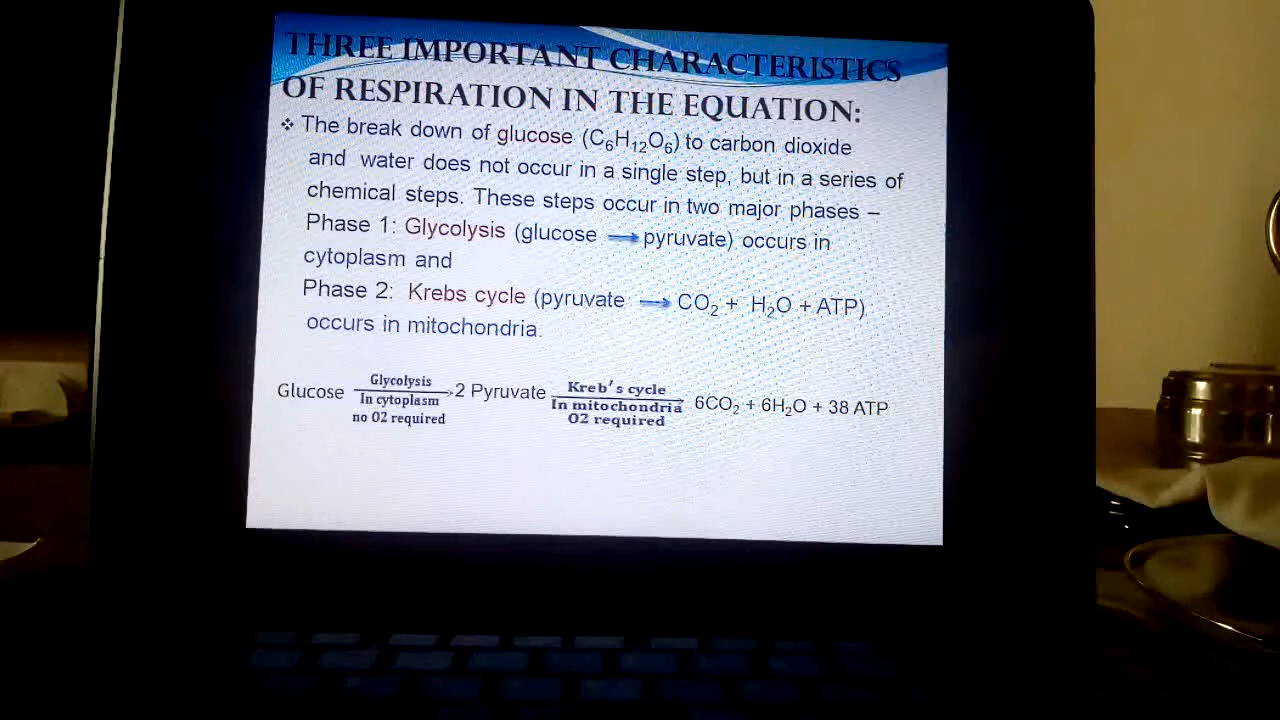 THREE IMPORTANT CHARACTERISTICS
OF RESPIRATION IN THE EQUATION:
❖ The break down of glucose (C₆H₁₂O₆) to carbon dioxide
and water does not occur in a single step, but in a series of
chemical steps. These steps occur in two major phases –
Phase 1: Glycolysis (glucose ⟶ pyruvate) occurs in
cytoplasm and
Phase 2: Krebs cycle (pyruvate ⟶ CO₂ + H₂O + ATP)
occurs in mitochondria.
Glycolysis Kreb's cycle
Glucose ⟶ 2 Pyruvate ⟶ 6CO₂ + 6H₂O + 38 ATP
In cytoplasm In mitochondria
no O2 required O2 required